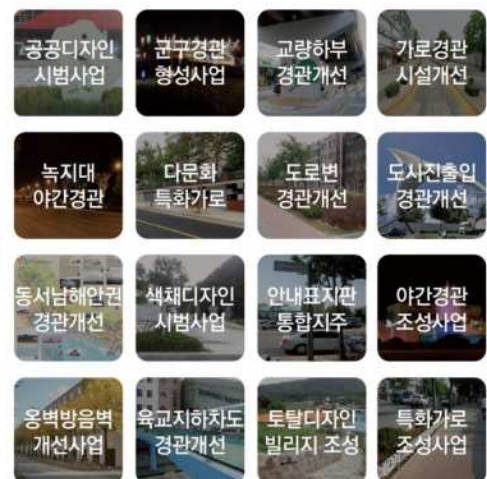 공공디자인
시범사업
군구경관
형성사업
교량하부
경관개선
가로경관
시설개선
녹지대
야간경관
다문화
특화가로
도로변
경관개선
도시진출입
경관개선
동서남해안권
경관개선
색채디자인
시범사업
안내표지판
통합지주
야간경관
조성사업
옹벽방음벽
개선사업
육교지하차도
경관개선
토탈디자인
빌리지 조성
특화가로
조성사업